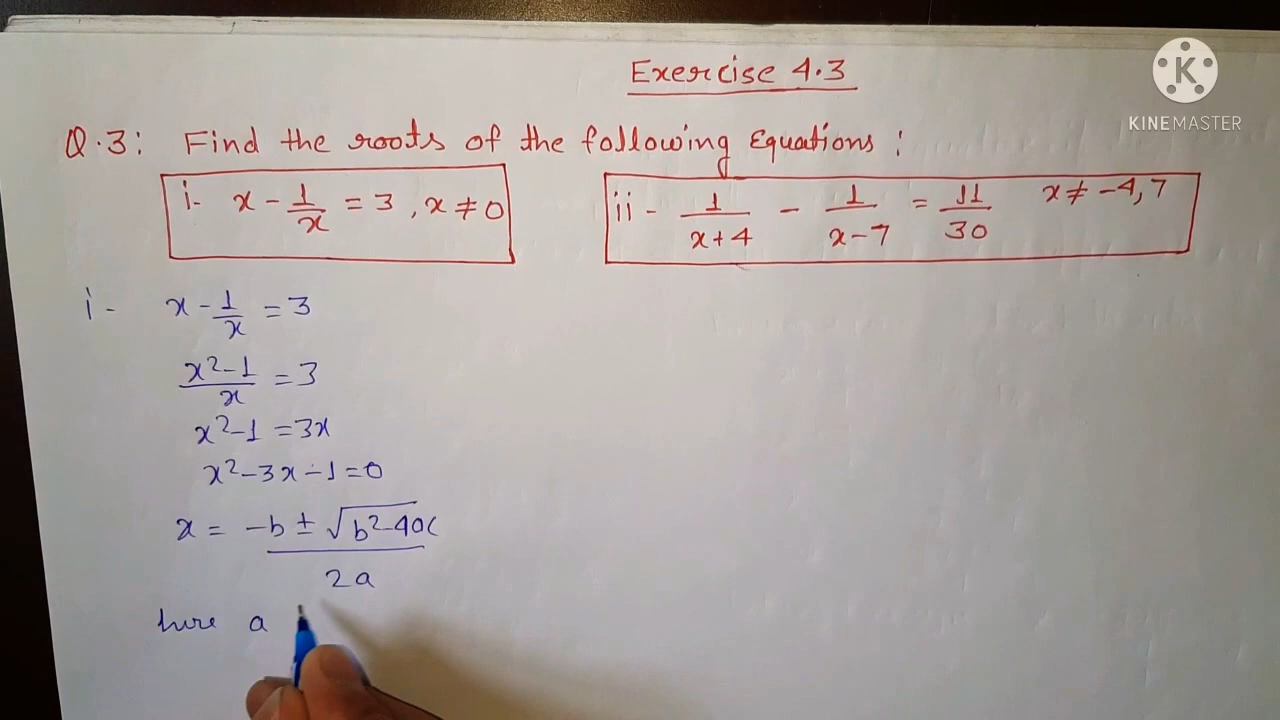 Exercise 4.3
KINEMASTER
Q.3: Find the roots of the following Equations :
i- x - 1/x = 3 , x ≠ 0
ii - 1/(x+4) - 1/(x-7) = 11/30 x ≠ -4, 7
i - x - 1/x = 3
(x²-1)/x = 3
x²-1 = 3x
x²-3x-1=0
x = (-b ± √(b²-4ac))/2a
here a